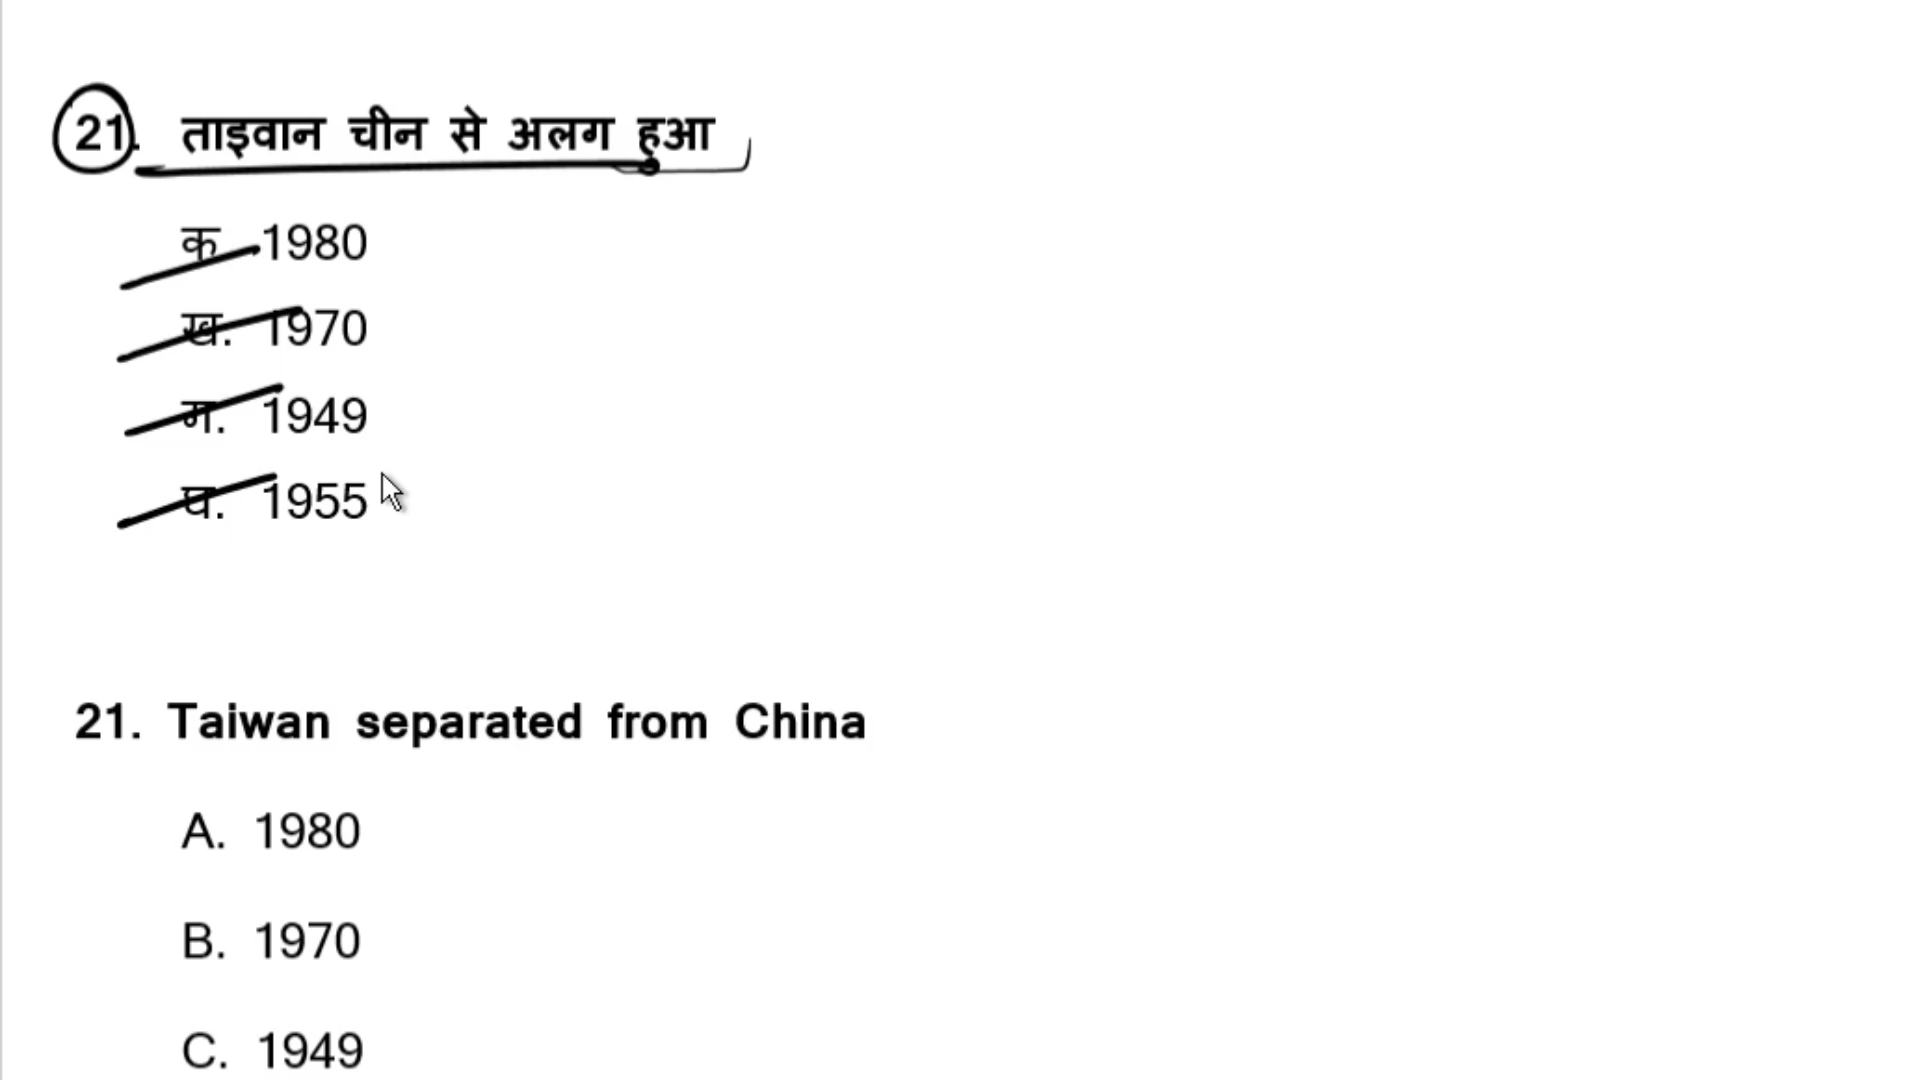 21. ताइवान चीन से अलग हुआ
क. 1980
ख. 1970
ग. 1949
घ. 1955
21. Taiwan separated from China
A. 1980
B. 1970
C. 1949